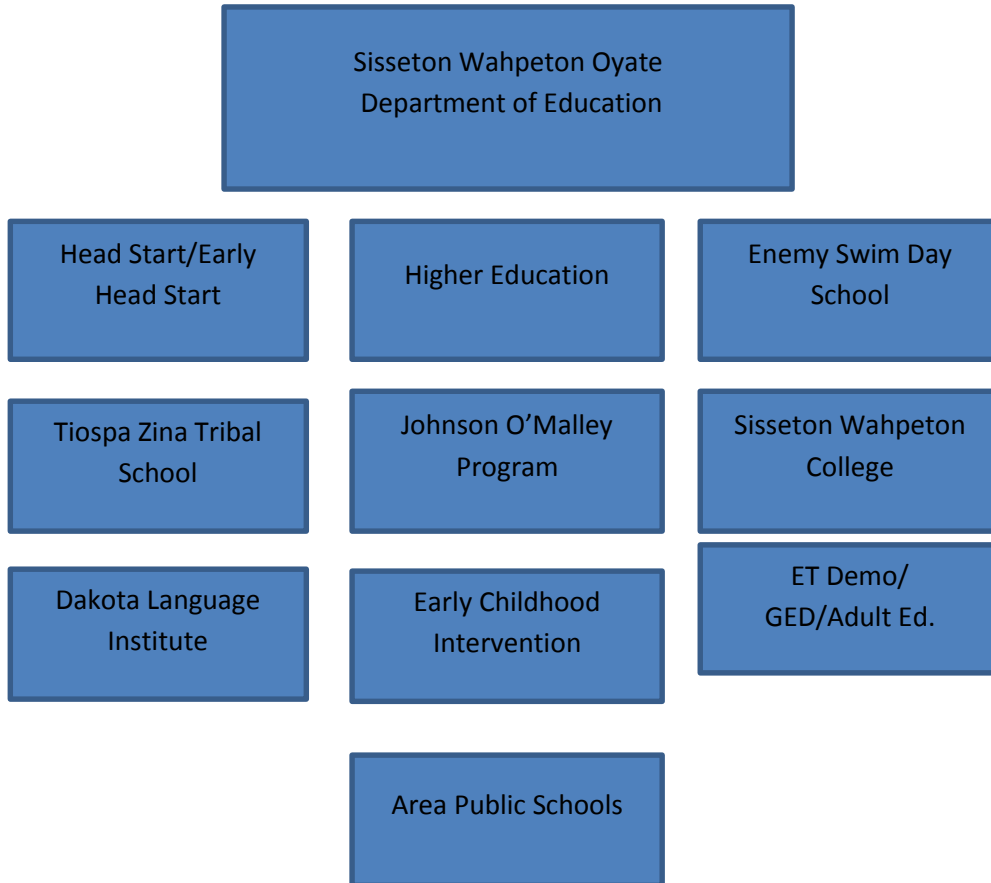 Sisseton Wahpeton Oyate
Department of Education
Head Start/Early
Head Start
Higher Education
Enemy Swim Day
School
Tiospa Zina Tribal
School
Johnson O’Malley
Program
Sisseton Wahpeton
College
Dakota Language
Institute
Early Childhood
Intervention
ET Demo/
GED/Adult Ed.
Area Public Schools